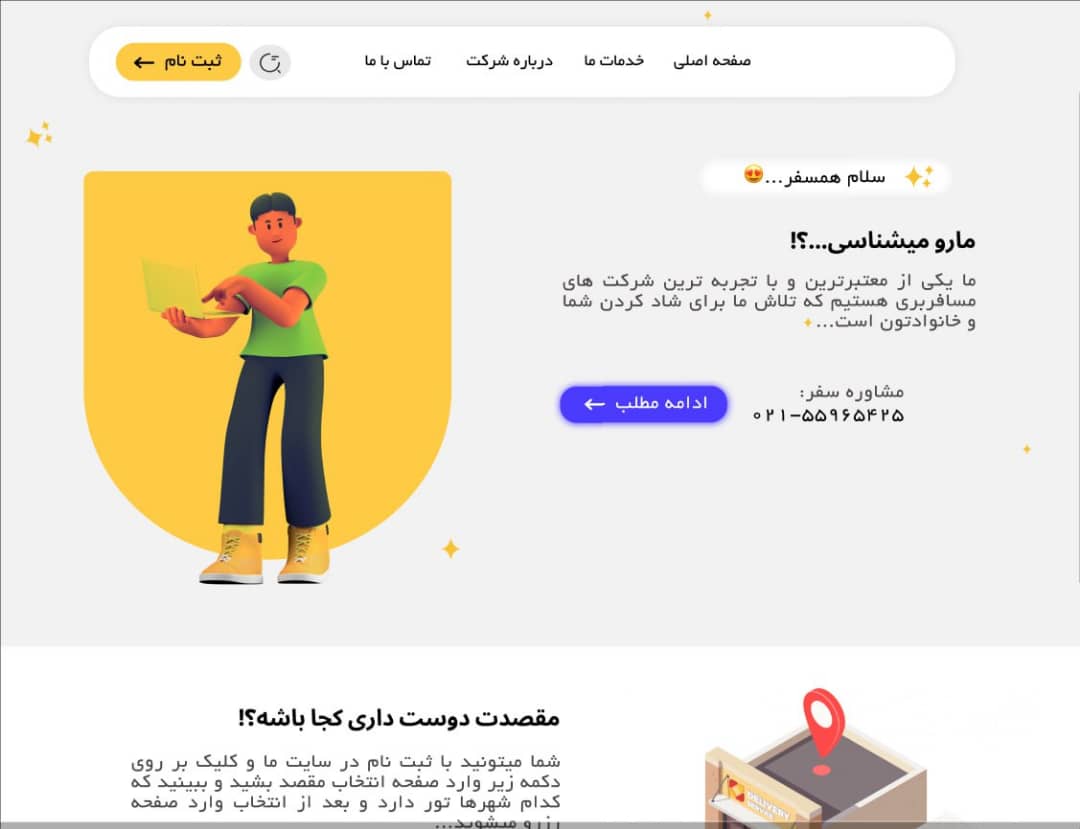 صفحه اصلی
خدمات ما
درباره شرکت
تماس با ما
ثبت نام
سلام همسفر...😍
مارو میشناسی...؟!
ما یکی از معتبرترین و با تجربه ترین شرکت های
مسافربری هستیم که تلاش ما برای شاد کردن شما
و خانوادتون است...
مشاوره سفر:
۰۲۱-۵۵۹۶۵۴۲۵
ادامه مطلب
مقصدت دوست داری کجا باشه؟!
شما میتونید با ثبت نام در سایت ما و کلیک بر روی
دکمه زیر وارد صفحه انتخاب مقصد بشید و ببینید که
کدام شهرها تور دارد و بعد از انتخاب وارد صفحه
رزرو میشوید...
DELIVERY
SERVICE